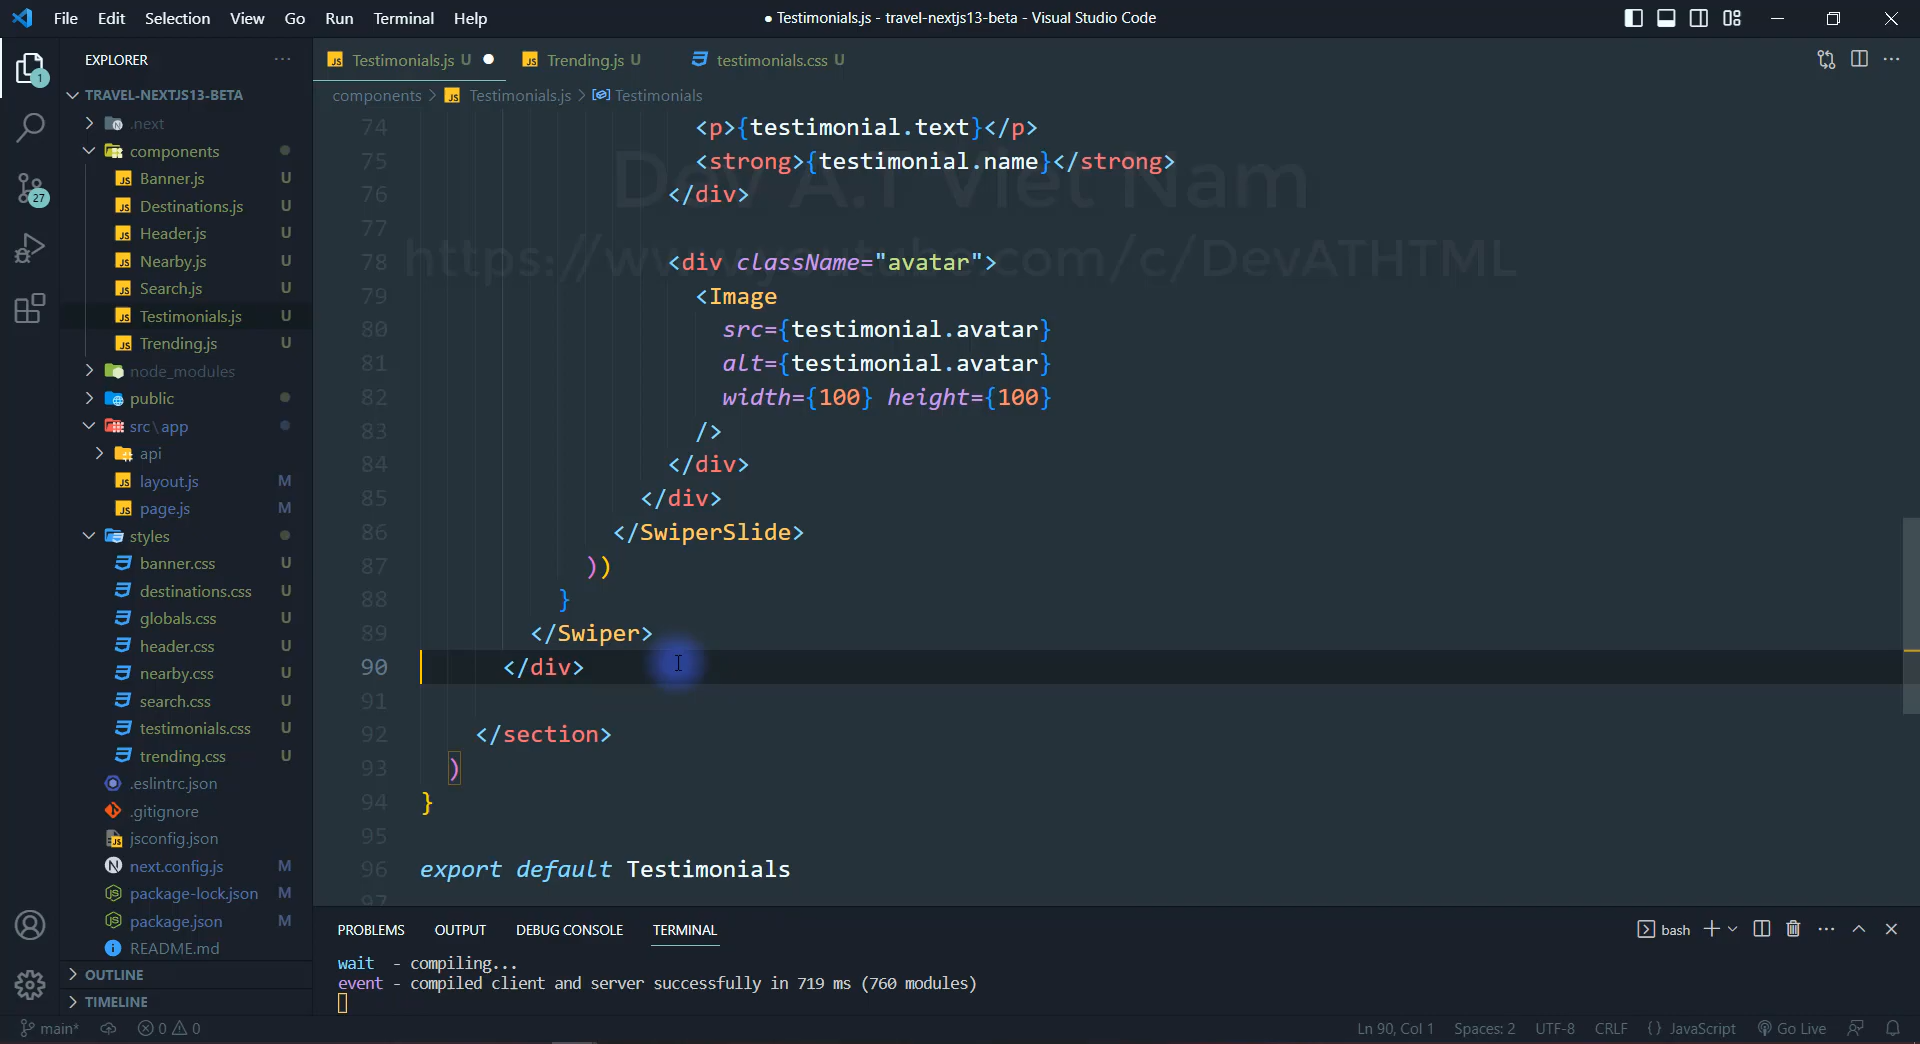 File Edit Selection View Go Run Terminal Help
● Testimonials.js - travel-nextjs13-beta - Visual Studio Code
EXPLORER
TRAVEL-NEXTJS13-BETA
.next
components
Banner.js U
Destinations.js U
Header.js U
Nearby.js U
Search.js U
Testimonials.js U
Trending.js U
node_modules
public
src\app
api
layout.js M
page.js M
styles
banner.css U
destinations.css U
globals.css U
header.css U
nearby.css U
search.css U
testimonials.css U
trending.css U
.eslintrc.json
.gitignore
jsconfig.json
next.config.js M
package-lock.json M
package.json M
README.md
OUTLINE
TIMELINE
1
27
Testimonials.js U
Trending.js U
testimonials.css U
components > Testimonials.js > Testimonials
Dev A.T Viet Nam
https://www.youtube.com/c/DevATHTML
74 <p>{testimonial.text}</p>
75 <strong>{testimonial.name}</strong>
76 </div>
77
78 <div className="avatar">
79 <Image
80 src={testimonial.avatar}
81 alt={testimonial.avatar}
82 width={100} height={100}
83 />
84 </div>
85 </div>
86 </SwiperSlide>
87 ))
88 }
89 </Swiper>
90 </div>
91
92 </section>
93 )
94 }
95
96 export default Testimonials
97
PROBLEMS OUTPUT DEBUG CONSOLE TERMINAL
bash
wait - compiling...
event - compiled client and server successfully in 719 ms (760 modules)
main* 0 0
Ln 90, Col 1 Spaces: 2 UTF-8 CRLF {} JavaScript Go Live